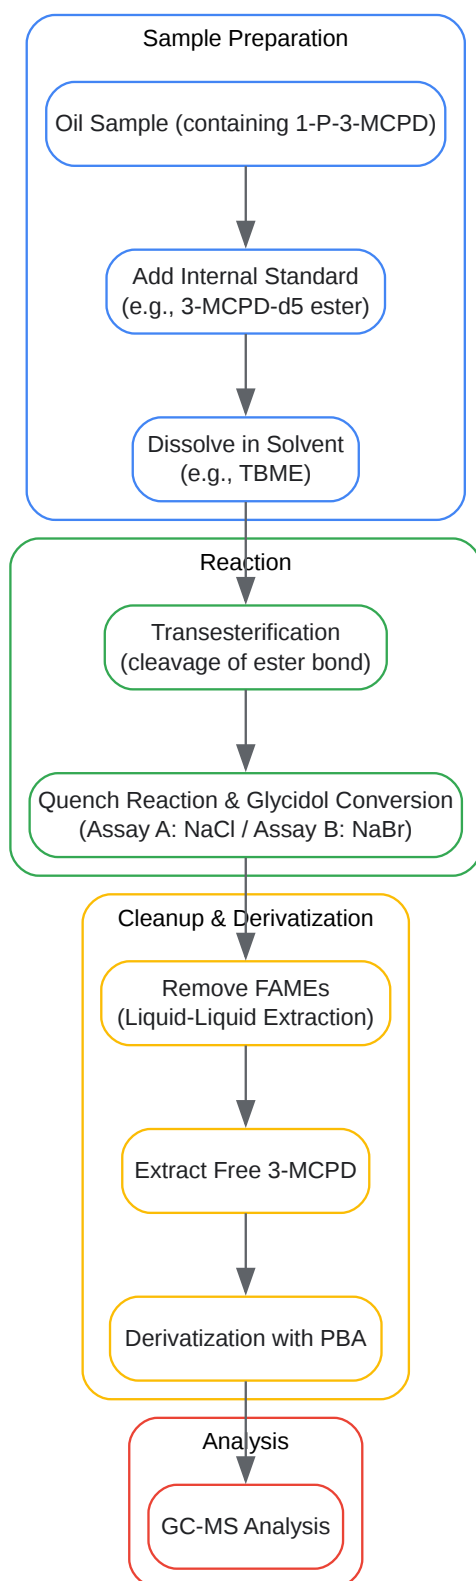 Sample Preparation
Oil Sample (containing 1-P-3-MCPD)
Add Internal Standard
(e.g., 3-MCPD-d5 ester)
Dissolve in Solvent
(e.g., TBME)
Reaction
Transesterification
(cleavage of ester bond)
Quench Reaction & Glycidol Conversion
(Assay A: NaCl / Assay B: NaBr)
Cleanup & Derivatization
Remove FAMEs
(Liquid-Liquid Extraction)
Extract Free 3-MCPD
Derivatization with PBA
Analysis
GC-MS Analysis